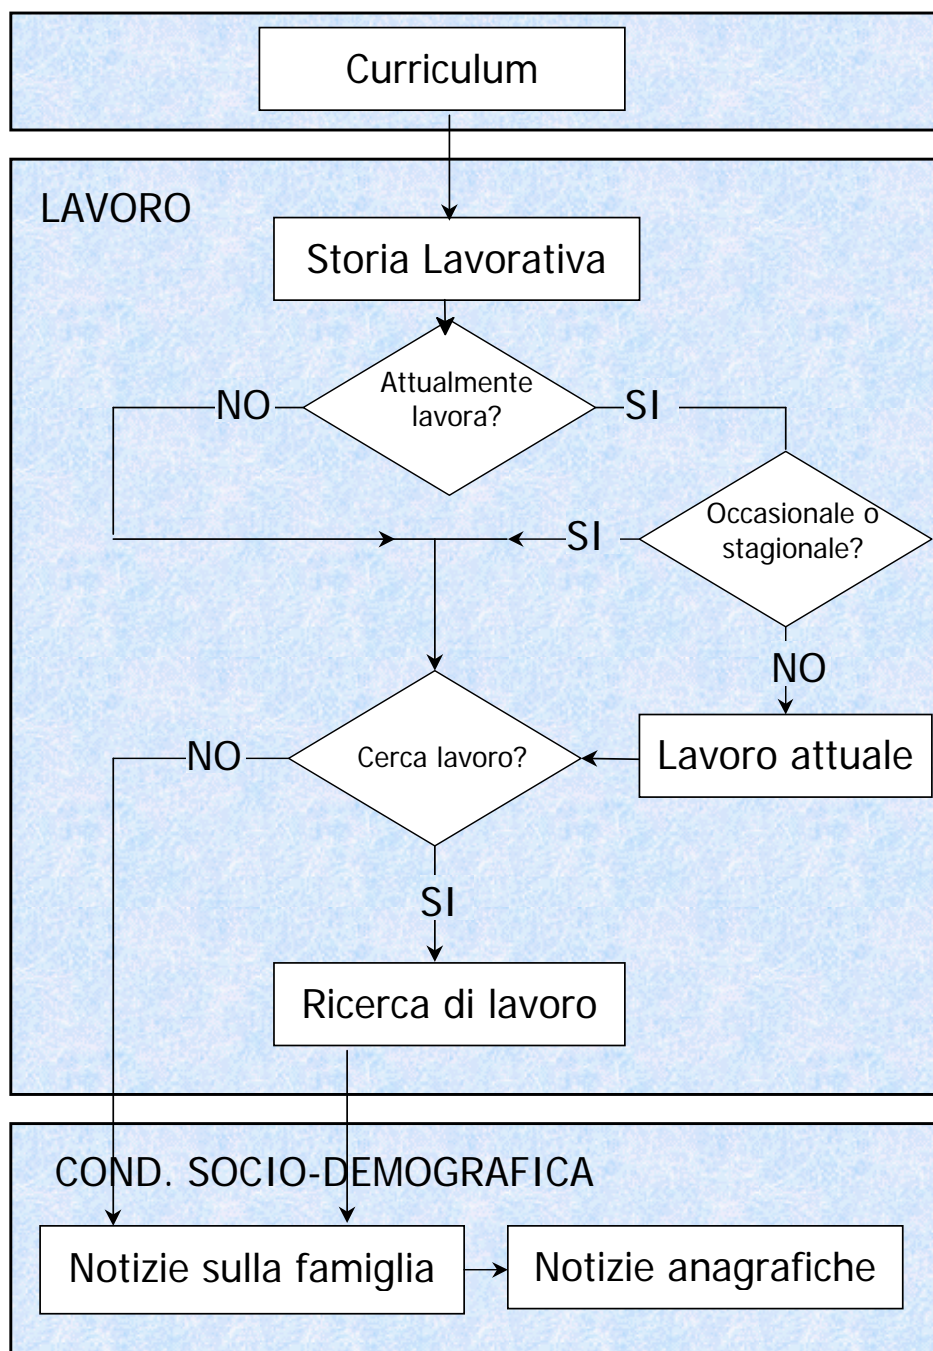 Curriculum
LAVORO
Storia Lavorativa
Attualmente
lavora?
NO
SI
Occasionale o
stagionale?
SI
NO
Lavoro attuale
Cerca lavoro?
NO
SI
Ricerca di lavoro
COND. SOCIO-DEMOGRAFICA
Notizie sulla famiglia
Notizie anagrafiche